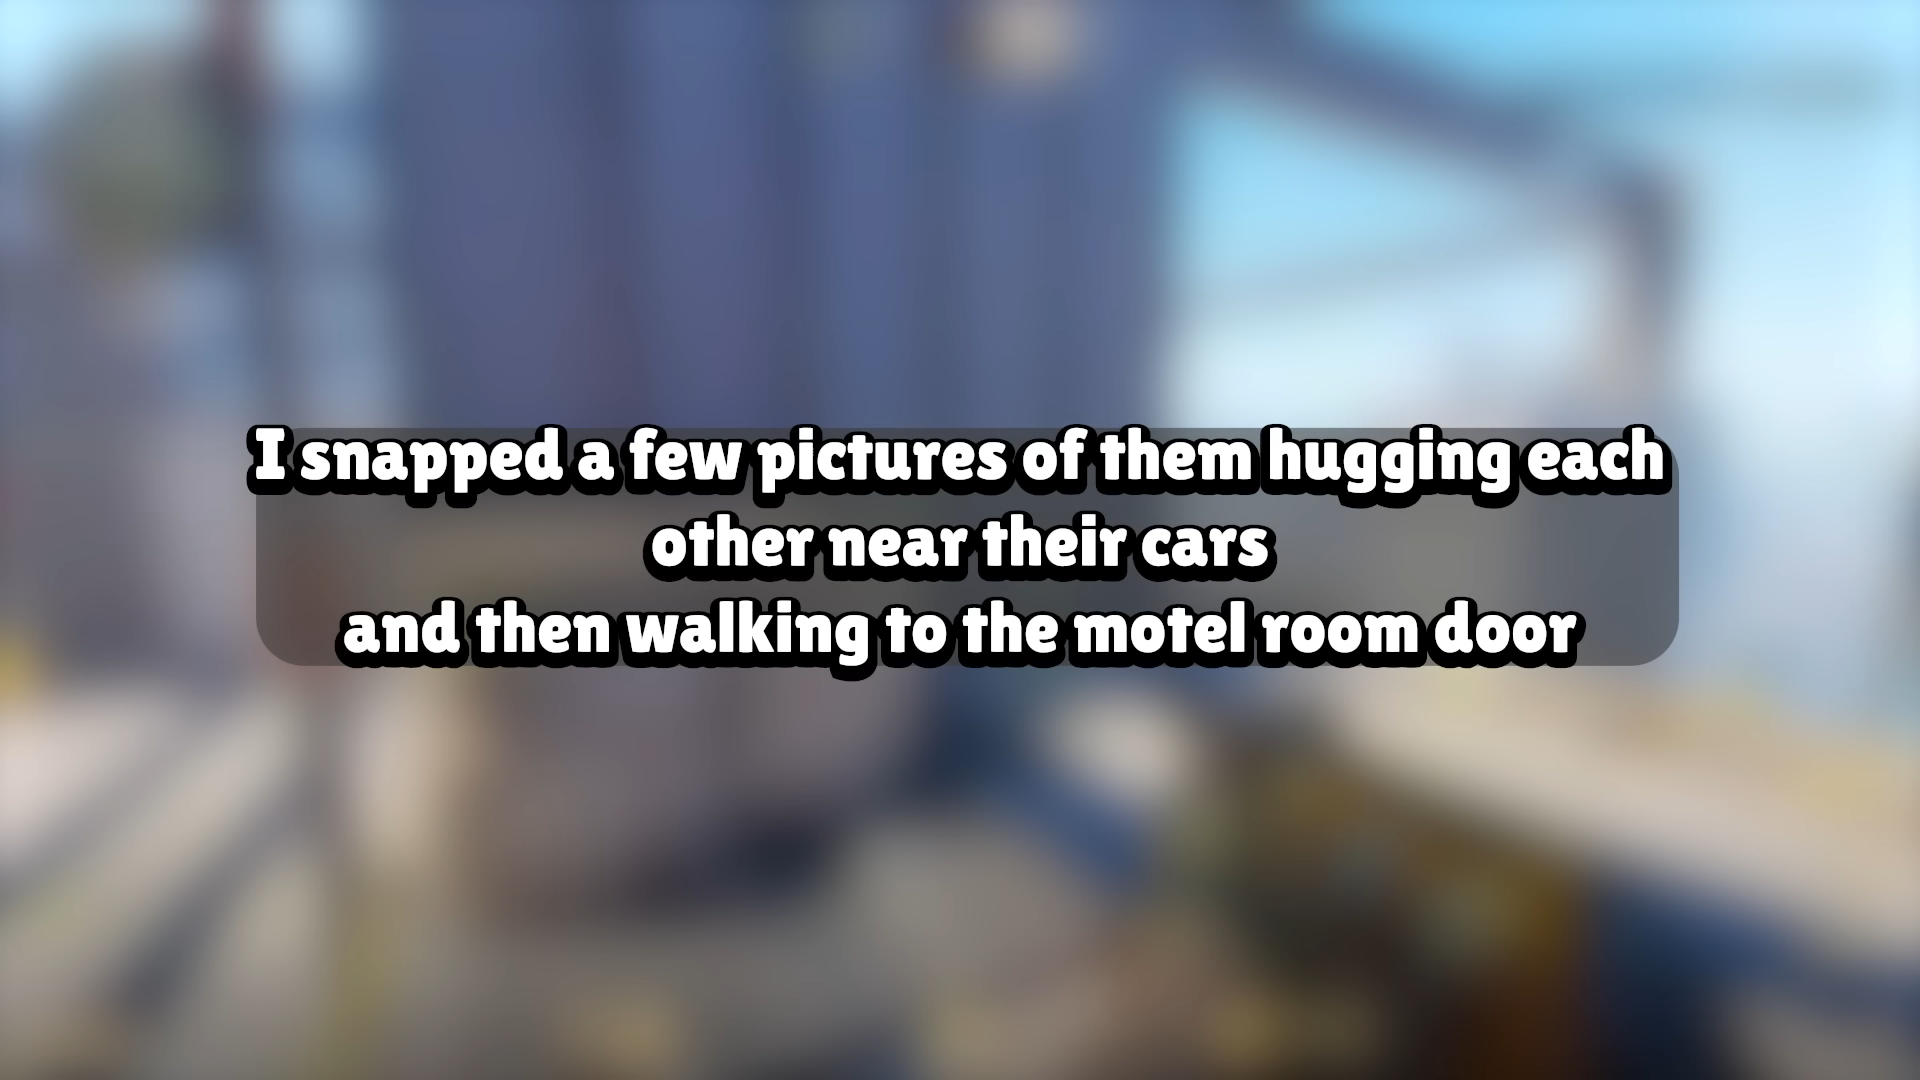 I snapped a few pictures of them hugging each
other near their cars
and then walking to the motel room door